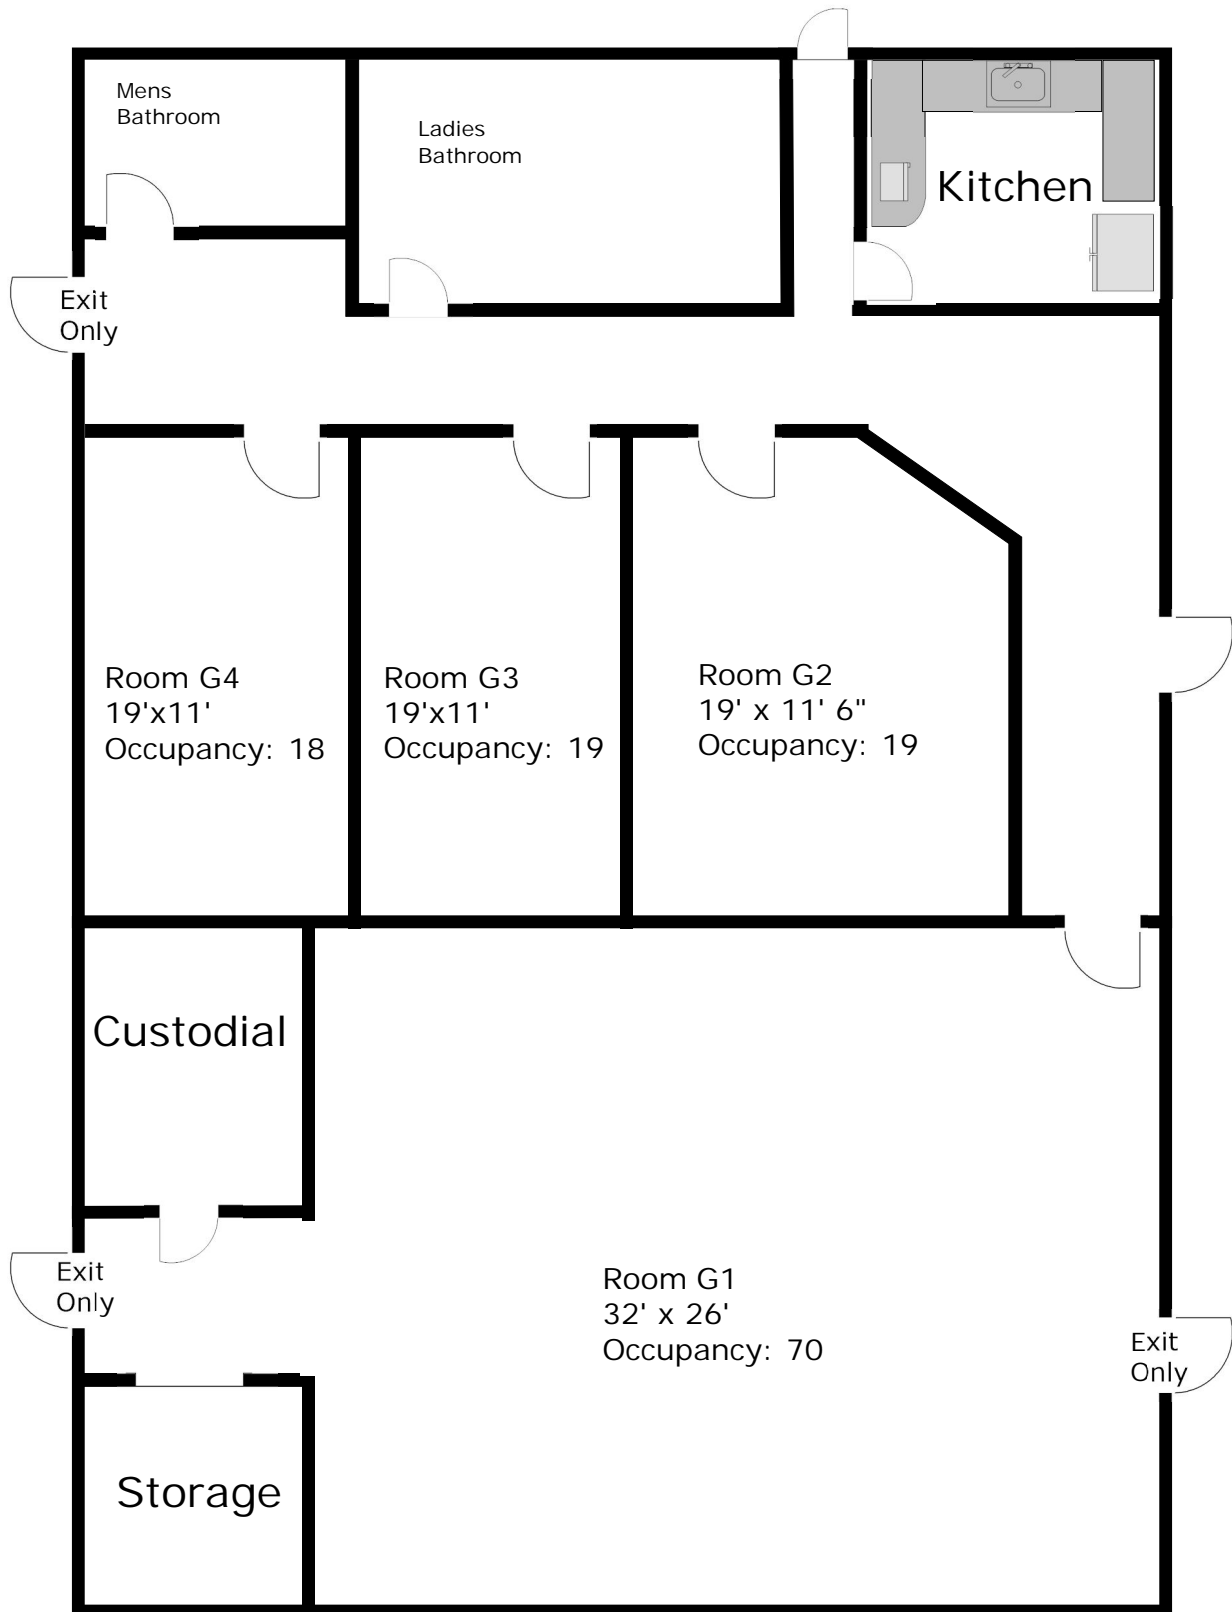 Mens
Bathroom
Ladies
Bathroom
Kitchen
Exit
Only
Room G4
19'x11'
Occupancy: 18
Room G3
19'x11'
Occupancy: 19
Room G2
19' x 11' 6"
Occupancy: 19
Custodial
Exit
Only
Room G1
32' x 26'
Occupancy: 70
Exit
Only
Storage